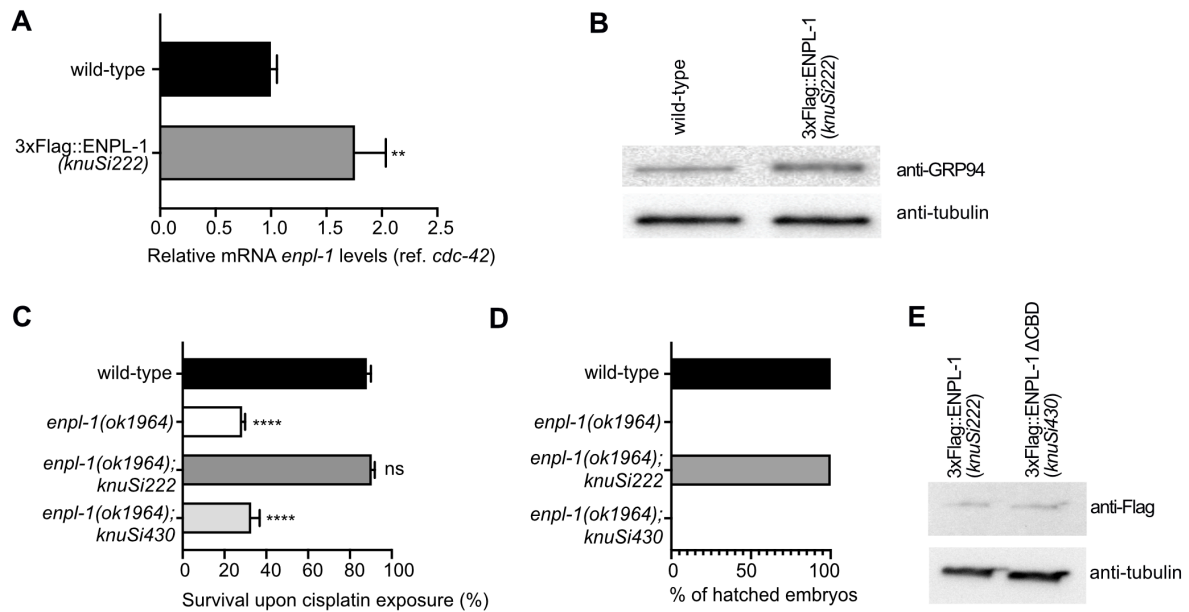 A
wild-type
3xFlag::ENPL-1
(knuSi222)
**
0.0 0.5 1.0 1.5 2.0 2.5
Relative mRNA enpl-1 levels (ref. cdc-42)
B
wild-type
3xFlag::ENPL-1
(knuSi222)
anti-GRP94
anti-tubulin
C
wild-type
enpl-1(ok1964)
****
enpl-1(ok1964);
knuSi222
ns
enpl-1(ok1964);
knuSi430
****
0 20 40 60 80 100
Survival upon cisplatin exposure (%)
D
wild-type
enpl-1(ok1964)
enpl-1(ok1964);
knuSi222
enpl-1(ok1964);
knuSi430
0 50 100
% of hatched embryos
E
3xFlag::ENPL-1
(knuSi222)
3xFlag::ENPL-1 ΔCBD
(knuSi430)
anti-Flag
anti-tubulin